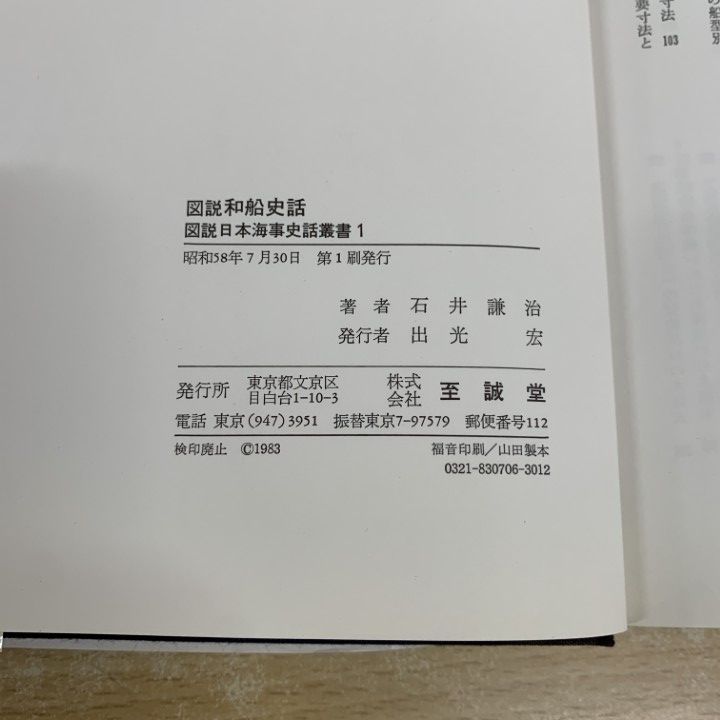 図説和船史話
図説日本海事史話叢書1
昭和58年7月30日 第1刷発行
著者 石井謙治
発行者 出光宏
発行所 東京都文京区目白台1-10-3 株式会社 至誠堂
電話 東京(947)3951 振替東京7-97579 郵便番号112
検印廃止 ©1983 福音印刷/山田製本
0321-830706-3012
の船型別
寸法 103
要寸法と